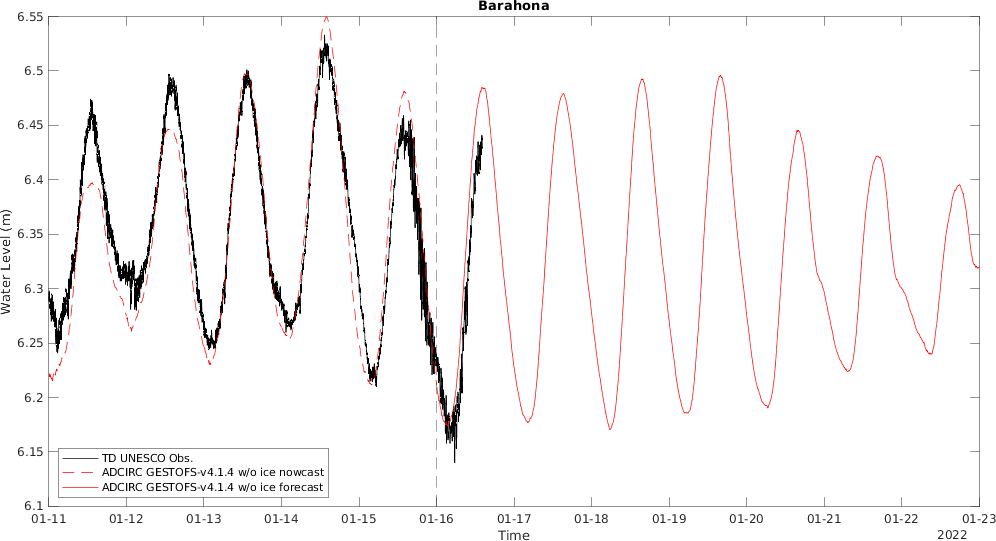 Barahona
6.55
6.5
6.45
6.4
6.35
6.3
6.25
6.2
6.15
6.1
Water Level (m)
TD UNESCO Obs.
ADCIRC GESTOFS-v4.1.4 w/o ice nowcast
ADCIRC GESTOFS-v4.1.4 w/o ice forecast
01-11 01-12 01-13 01-14 01-15 01-16 01-17 01-18 01-19 01-20 01-21 01-22 01-23
Time
2022